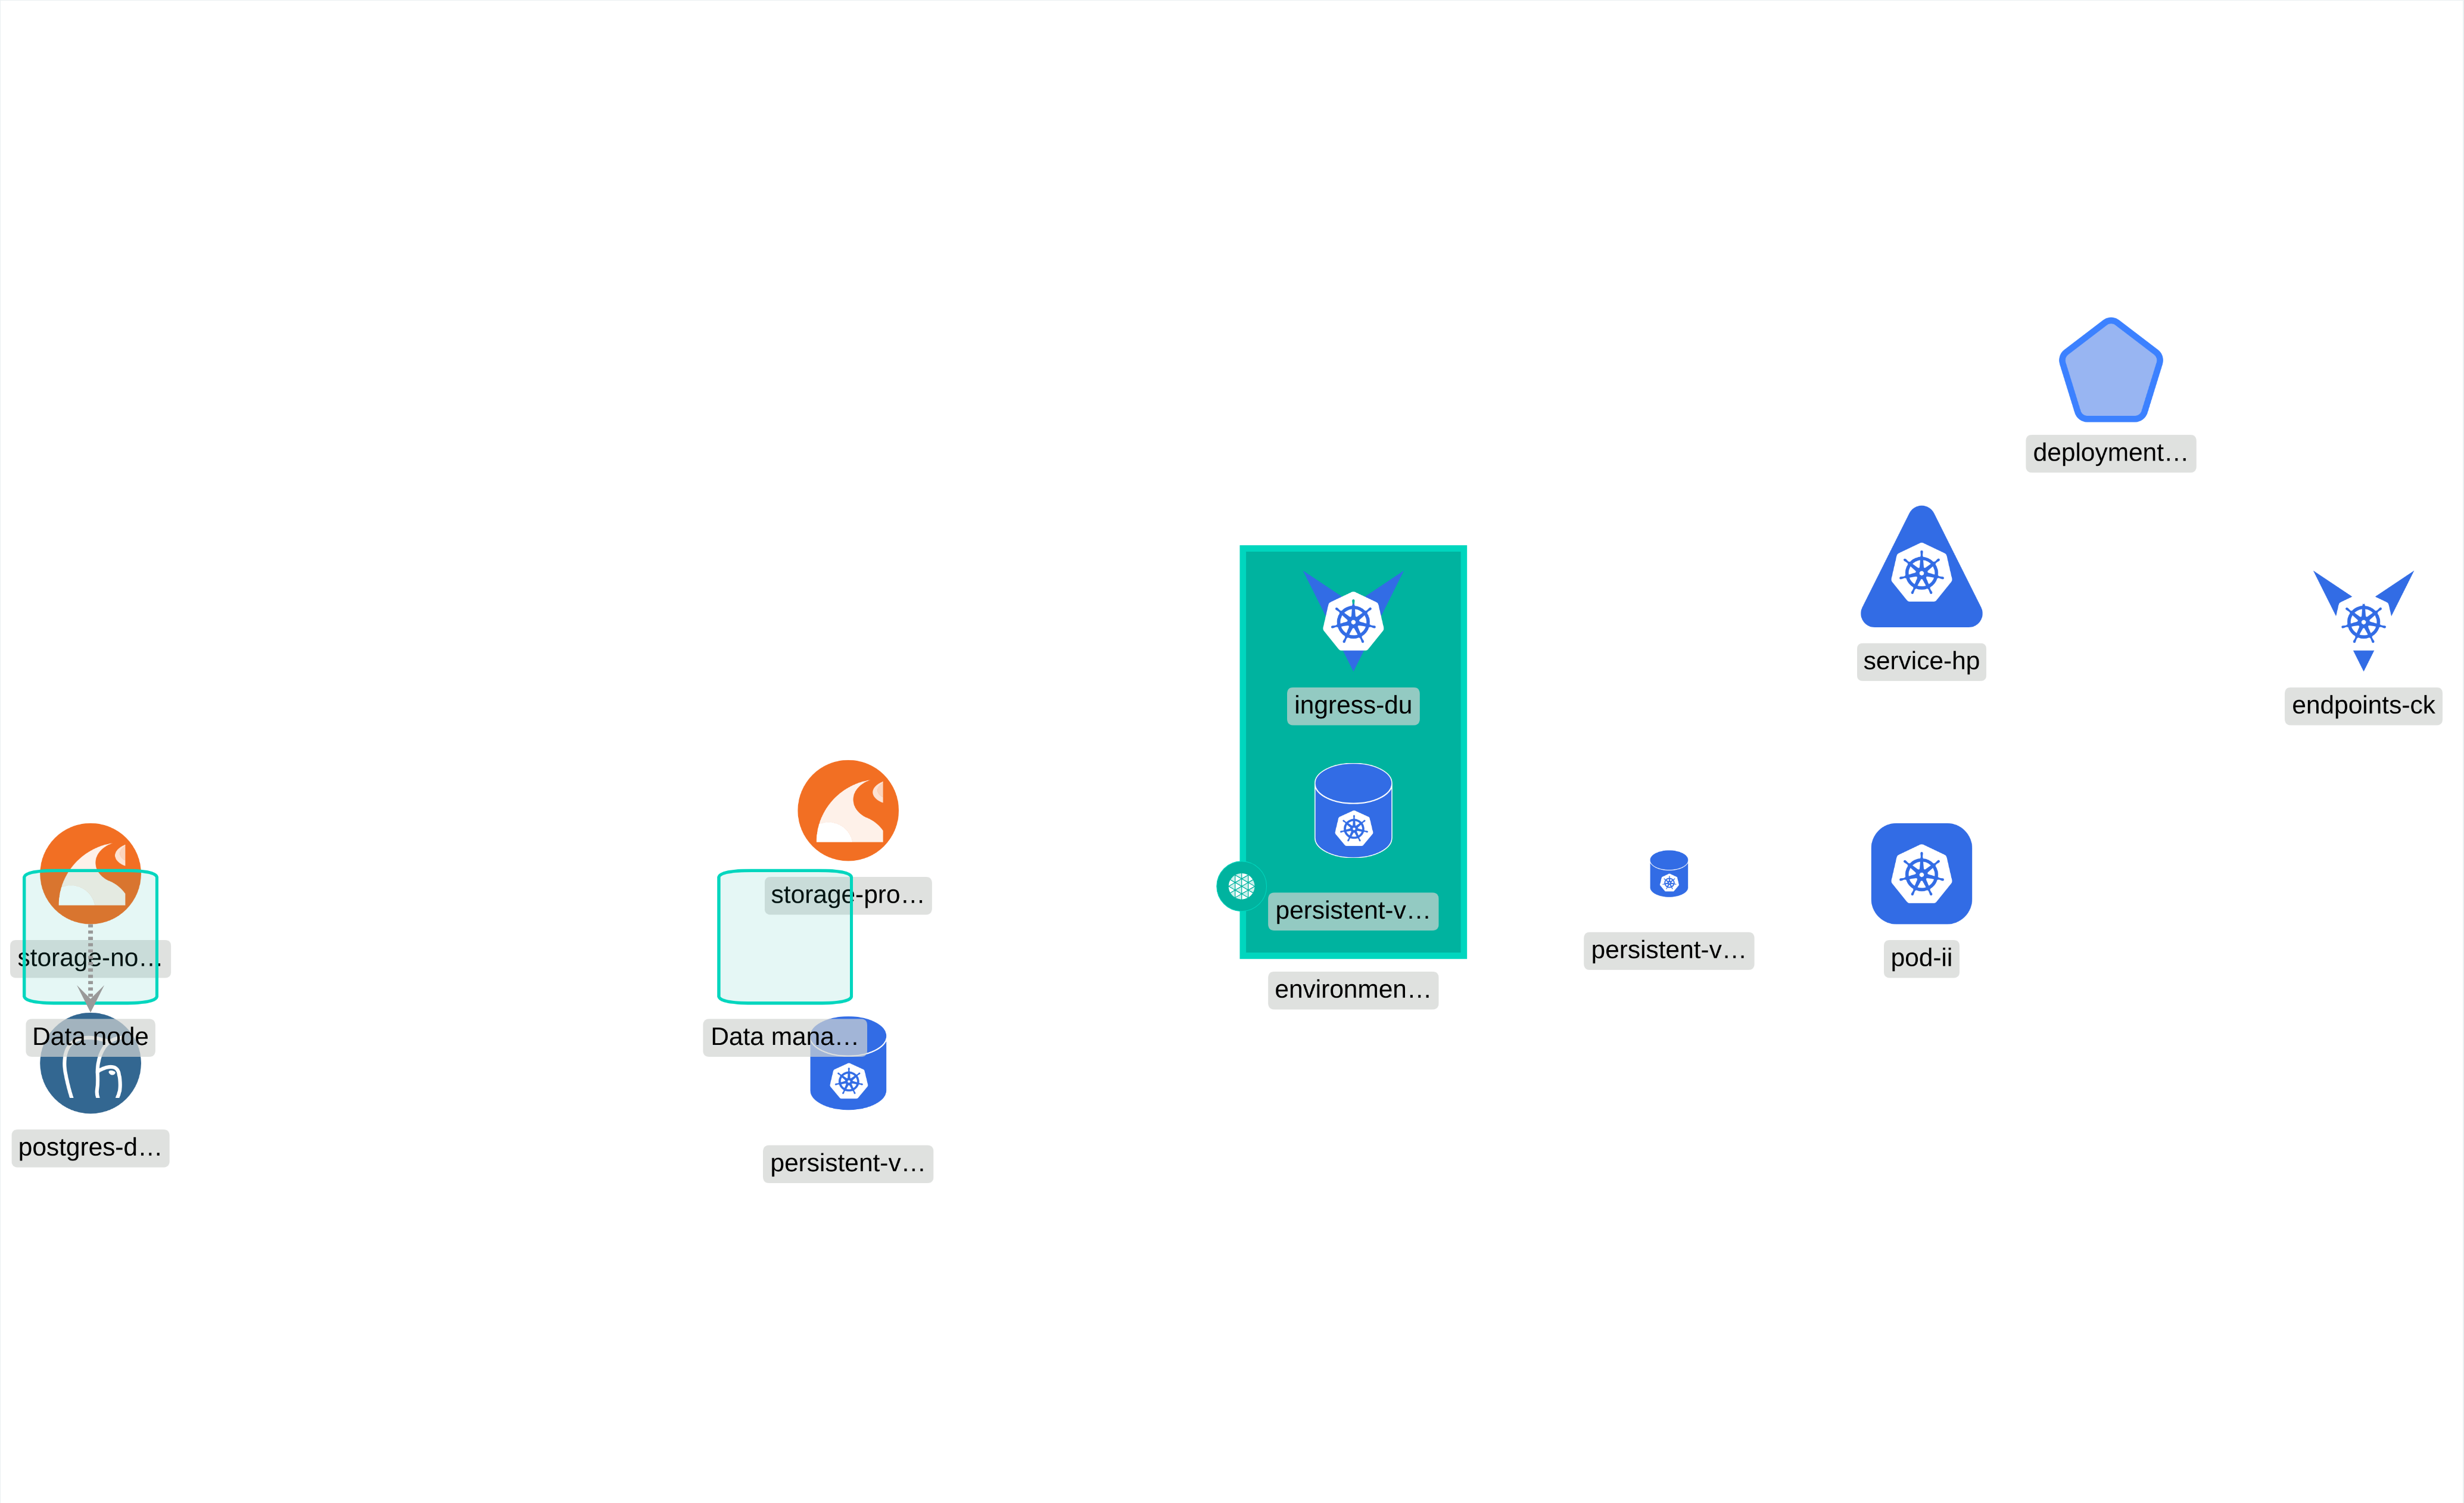 deployment…
service-hp
endpoints-ck
ingress-du
storage-pro…
persistent-v…
persistent-v…
storage-no…
pod-ii
environmen…
Data node
Data mana…
postgres-d…
persistent-v…